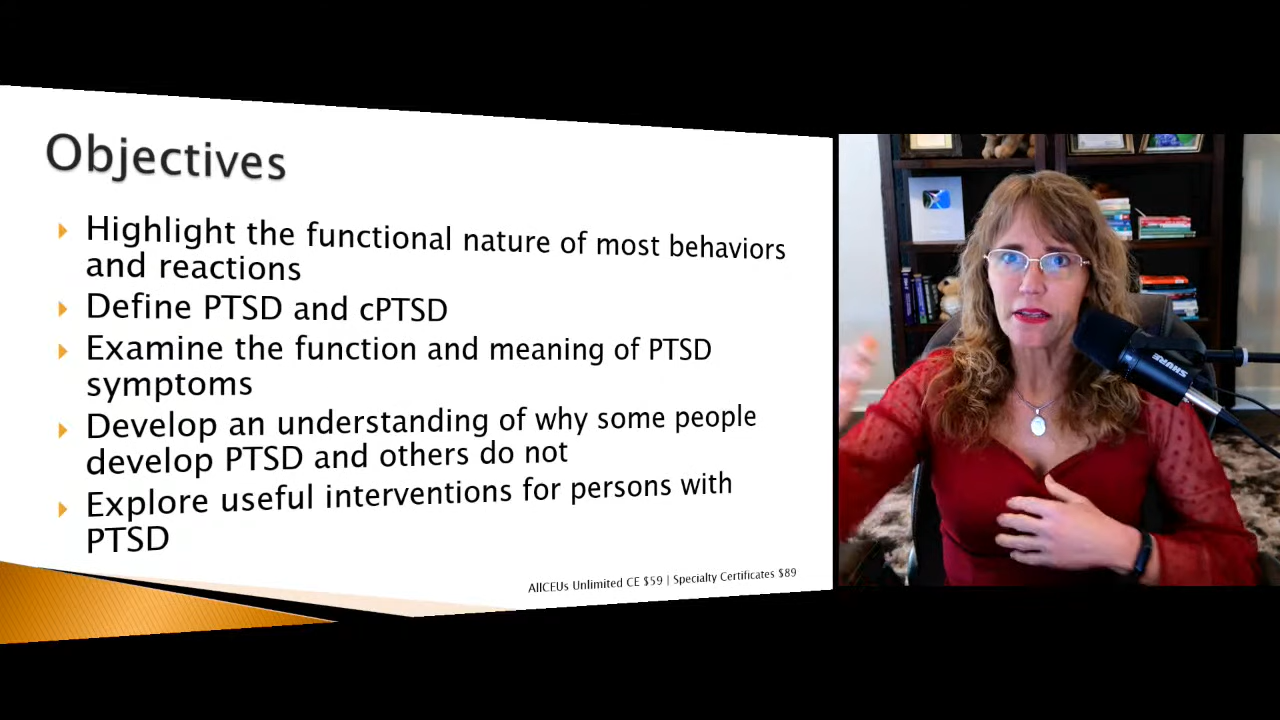 Objectives
Highlight the functional nature of most behaviors
and reactions
Define PTSD and cPTSD
Examine the function and meaning of PTSD
symptoms
Develop an understanding of why some people
develop PTSD and others do not
Explore useful interventions for persons with
PTSD
AllCEUs Unlimited CE $59 | Specialty Certificates $89
SHURE